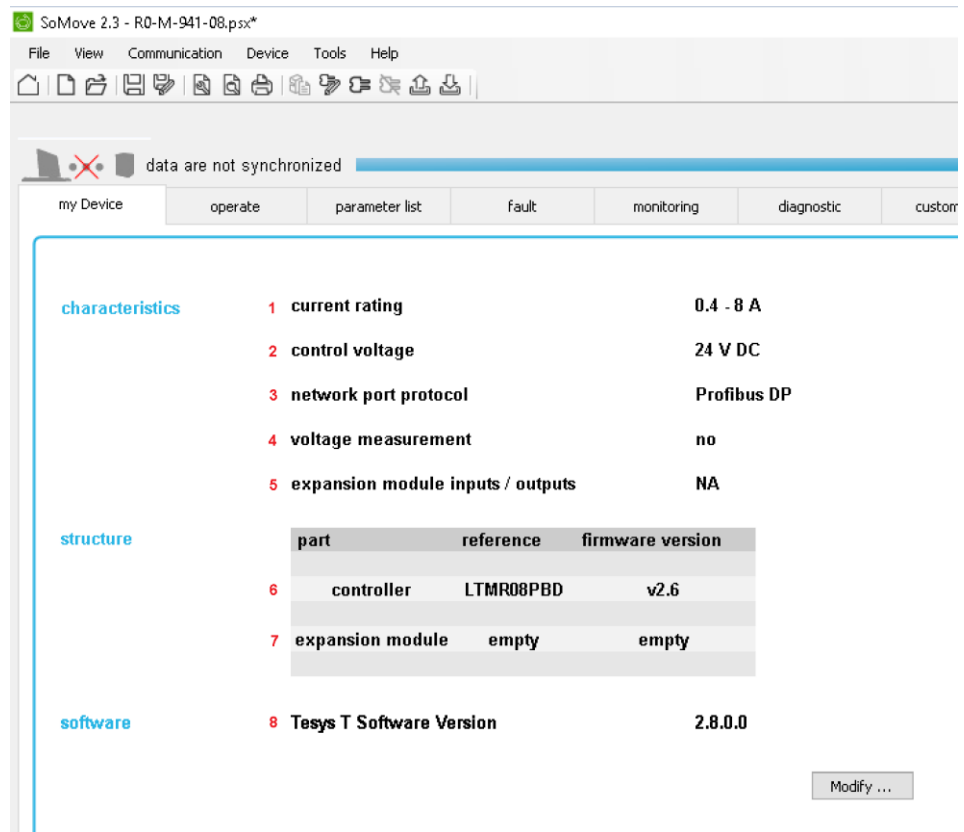 SoMove 2.3 - R0-M-941-08.psx*
File View Communication Device Tools Help
data are not synchronized
my Device operate parameter list fault monitoring diagnostic custom
characteristics 1 current rating 0.4 - 8 A
2 control voltage 24 V DC
3 network port protocol Profibus DP
4 voltage measurement no
5 expansion module inputs / outputs NA
structure part reference firmware version
6 controller LTMR08PBD v2.6
7 expansion module empty empty
software 8 Tesys T Software Version 2.8.0.0
Modify ...